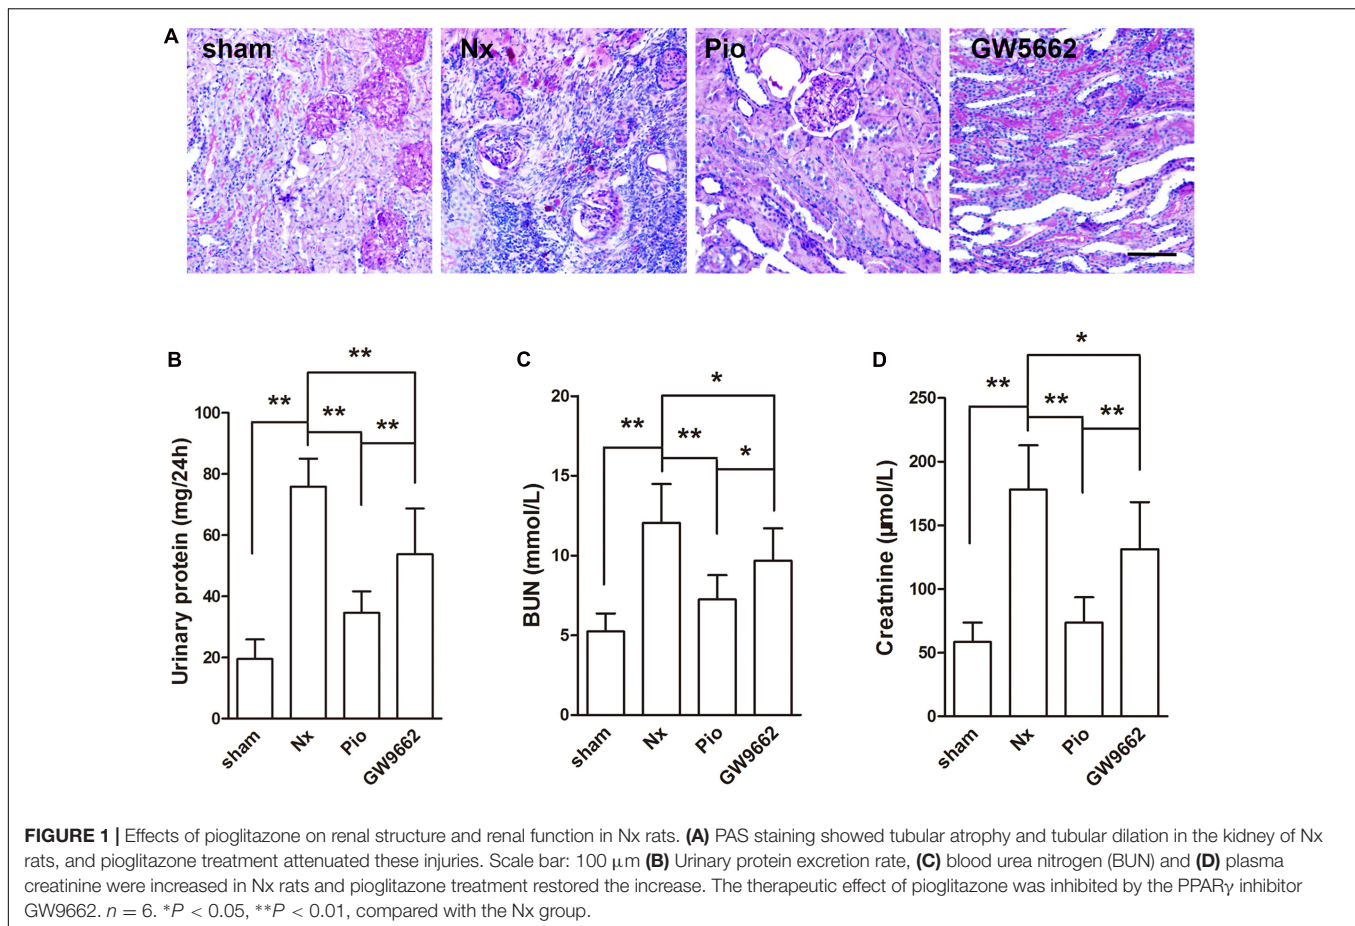 A
sham
Nx
Pio
GW5662
B
Urinary protein (mg/24h)
100
80
60
40
20
0
**
**
**
**
sham
Nx
Pio
GW9662
C
BUN (mmol/L)
20
15
10
5
0
*
**
**
*
sham
Nx
Pio
GW9662
D
Creatnine (μmol/L)
250
200
150
100
50
0
*
**
**
**
sham
Nx
Pio
GW9662
FIGURE 1 | Effects of pioglitazone on renal structure and renal function in Nx rats. (A) PAS staining showed tubular atrophy and tubular dilation in the kidney of Nx
rats, and pioglitazone treatment attenuated these injuries. Scale bar: 100 μm (B) Urinary protein excretion rate, (C) blood urea nitrogen (BUN) and (D) plasma
creatinine were increased in Nx rats and pioglitazone treatment restored the increase. The therapeutic effect of pioglitazone was inhibited by the PPARγ inhibitor
GW9662. n = 6. *P < 0.05, **P < 0.01, compared with the Nx group.